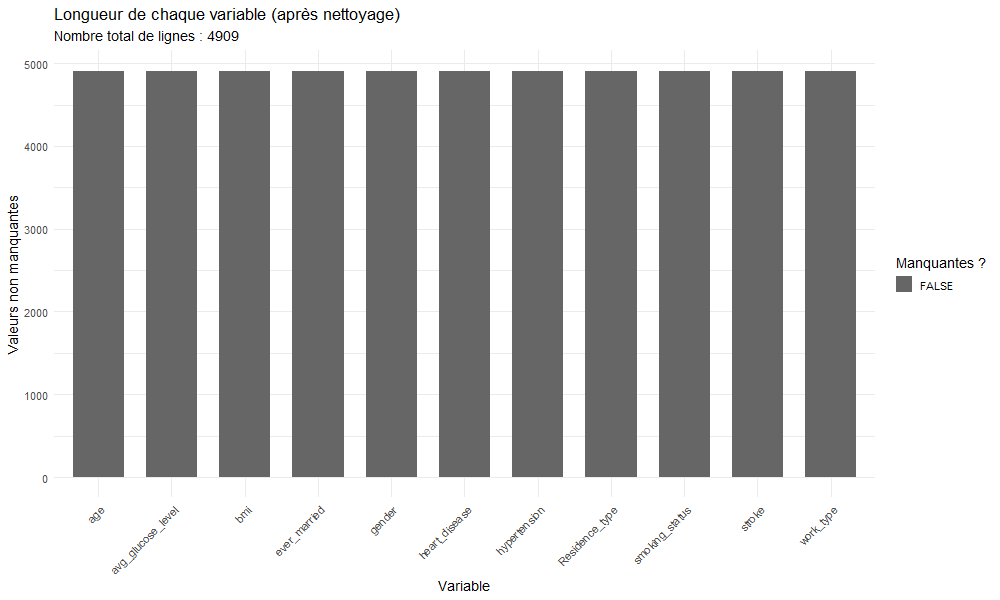 Longueur de chaque variable (après nettoyage)
Nombre total de lignes : 4909
Valeurs non manquantes
5000
4000
3000
2000
1000
0
age
avg_glucose_level
bmi
ever_married
gender
heart_disease
hypertension
Residence_type
smoking_status
stroke
work_type
Variable
Manquantes ?
FALSE